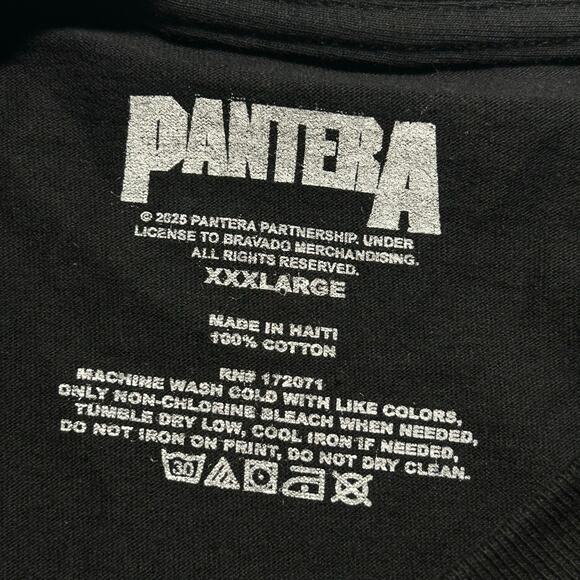 PANTERA
© 2025 PANTERA PARTNERSHIP. UNDER
LICENSE TO BRAVADO MERCHANDISING.
ALL RIGHTS RESERVED.
XXXLARGE
MADE IN HAITI
100% COTTON
RN# 172071
MACHINE WASH COLD WITH LIKE COLORS,
ONLY NON-CHLORINE BLEACH WHEN NEEDED,
TUMBLE DRY LOW, COOL IRON IF NEEDED,
DO NOT IRON ON PRINT, DO NOT DRY CLEAN.
30